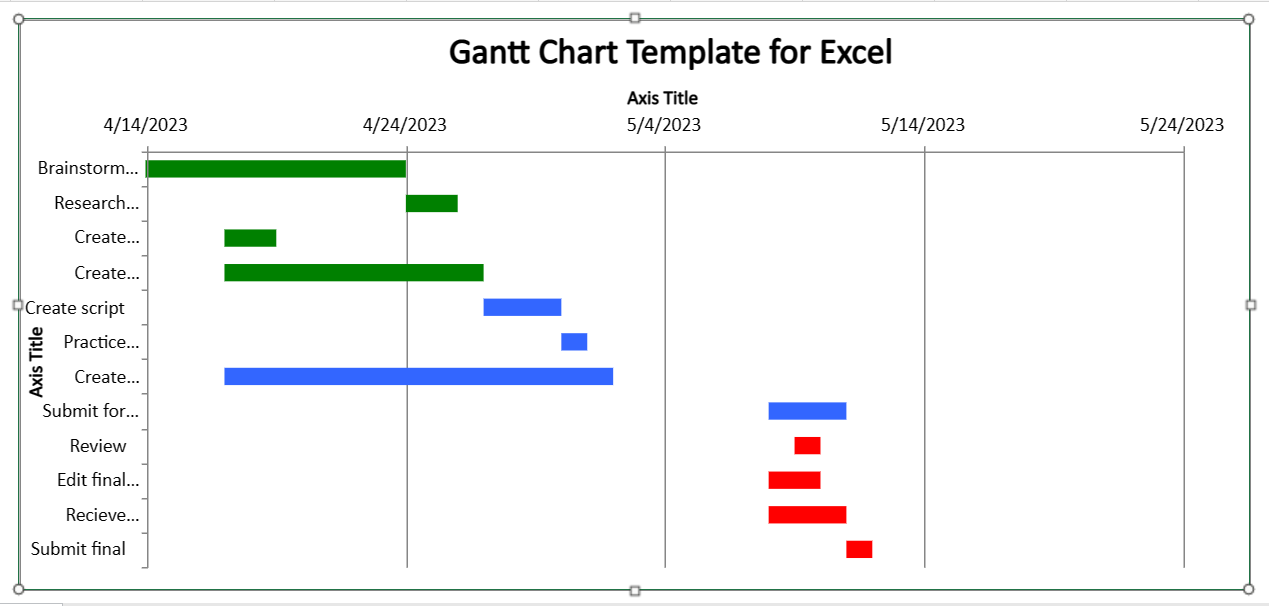 Gantt Chart Template for Excel
Axis Title
4/14/2023 4/24/2023 5/4/2023 5/14/2023 5/24/2023
Brainstorm...
Research...
Create...
Create...
Create script
Practice...
Create...
Submit for...
Review
Edit final...
Recieve...
Submit final
Axis Title